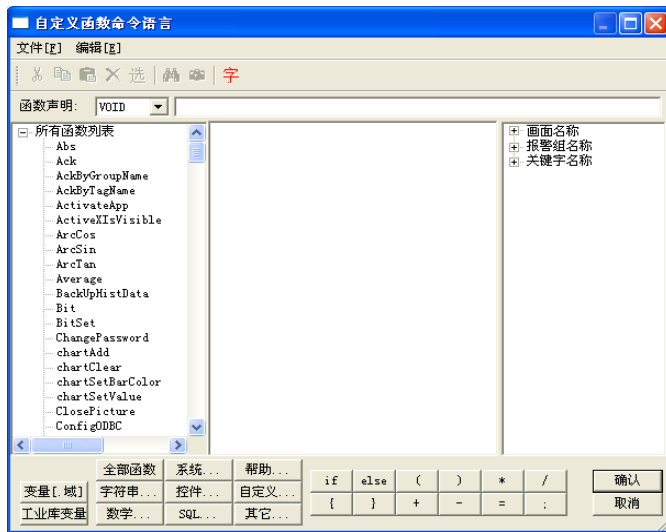 自定义函数命令语言
文件[F] 编辑[E]
选 字
函数声明: VOID
所有函数列表
Abs
Ack
AckByGroupName
AckByTagName
ActivateApp
ActiveXIsVisible
ArcCos
ArcSin
ArcTan
Average
BackUpHistData
Bit
BitSet
ChangePassword
chartAdd
chartClear
chartSetBarColor
chartSetValue
ClosePicture
ConfigODBC
画面名称
报警组名称
关键字名称
全部函数 系统... 帮助...
变量[.域] 字符串... 控件... 自定义...
工业库变量 数学... SQL... 其它...
if else ( ) * / 确认
{ } + - = ; 取消